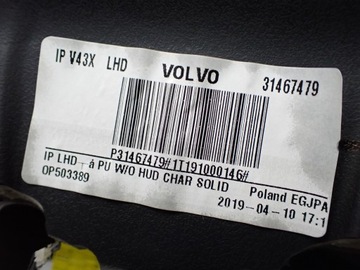 IP V43X LHD VOLVO 31467479
P31467479#1T191000146#
IP LHD - á PU W/O HUD CHAR SOLID
OP503389
Poland EGJPA
2019-04-10 17:1